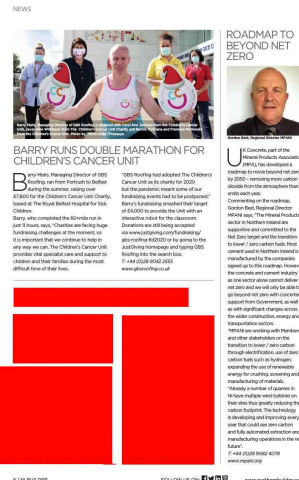 NEWS
Barry Mairs, Managing Director of GBS Roofing is
BARRY RUNS DOUBLE MARATHON FOR
CHILDREN'S CANCER UNIT
Barry Mairs, Managing Director of GBS
Roofing, ran from Portrush to Belfast
during the summer, raising over
£7,800 for the Children's Cancer Unit Charity,
based at The Royal Belfast Hospital for Sick
Children.
Barry, who completed the 60+mile run in
just 11 hours, says, "Charities are facing huge
fundraising challenges at the moment, so
it is important that we continue to help in
any way we can. The Children's Cancer Unit
provides vital specialist care and support to
children and their families during the most
difficult time of their lives.
"GBS Roofing had adopted The Children's
Cancer Unit as its charity for 2020
but the pandemic meant some of our
fundraising events had to be postponed."
Barry's fundraising smashed their target
of £4,000 to provide the Unit with an
interactive robot for the classroom.
Donations are still being accepted
via www.justgiving.com/fundraising/
gbs-roofing-ltd2020 or by going to the
JustGiving homepage and typing GBS
Roofing into the search box.
T: +44 (0)28 9042 2655
www.gbsroofing.co.uk
ROADMAP TO
BEYOND NET
ZERO
Gordon Best, Regional Director MPANI
UK Concrete, part of the
Mineral Products Associatic
(MPA), has developed a
roadmap to move beyond net zero
by 2050 – removing more carbon
dioxide from the atmosphere than
emits each year.
Commenting on the roadmap,
Gordon Best, Regional Director
MPANI says, "The Mineral Products
sector in Northern Ireland are
supportive and committed to the
Net Zero target and the transition
to lower / zero carbon fuels. Most
cement used in Northern Ireland is
manufactured by the companies
signed up to this roadmap. Howev
the concrete and cement industry
as one sector alone cannot deliver
net zero and we will only be able t
go beyond net zero with concerted
support from Government, as well
as with significant changes across
the wider construction, energy and
transportation sectors.
"MPANI are working with Member
and other stakeholders on the
transition to lower / zero carbon
through electrification, use of zero
carbon fuels such as hydrogen,
expanding the use of renewable
energy for crushing, screening and
manufacturing of materials.
"Already a number of quarries in
NI have multiple wind turbines on
their sites thus greatly reducing the
carbon footprint. The technology
is developing and improving every
year that could see zero carbon
and fully automated extraction anc
manufacturing operations in the ne
future".
T: +44 (0)28 9082 4078
www.mpani.org
FOLLOW US ON